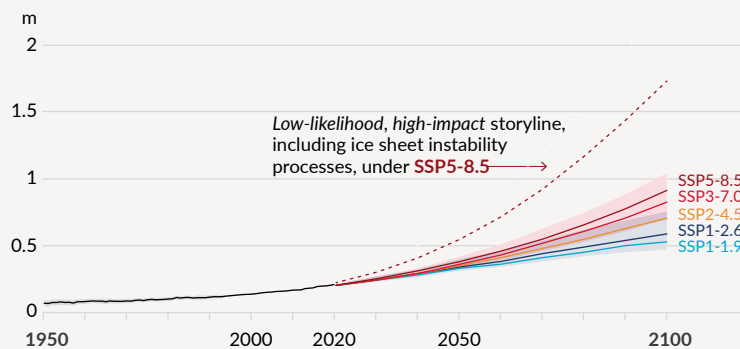 m
2
1.5
Low-likelihood, high-impact storyline,
including ice sheet instability
processes, under SSP5-8.5
1
SSP5-8.5
SSP3-7.0
SSP2-4.5
SSP1-2.6
SSP1-1.9
0.5
0
1950 2000 2020 2050 2100